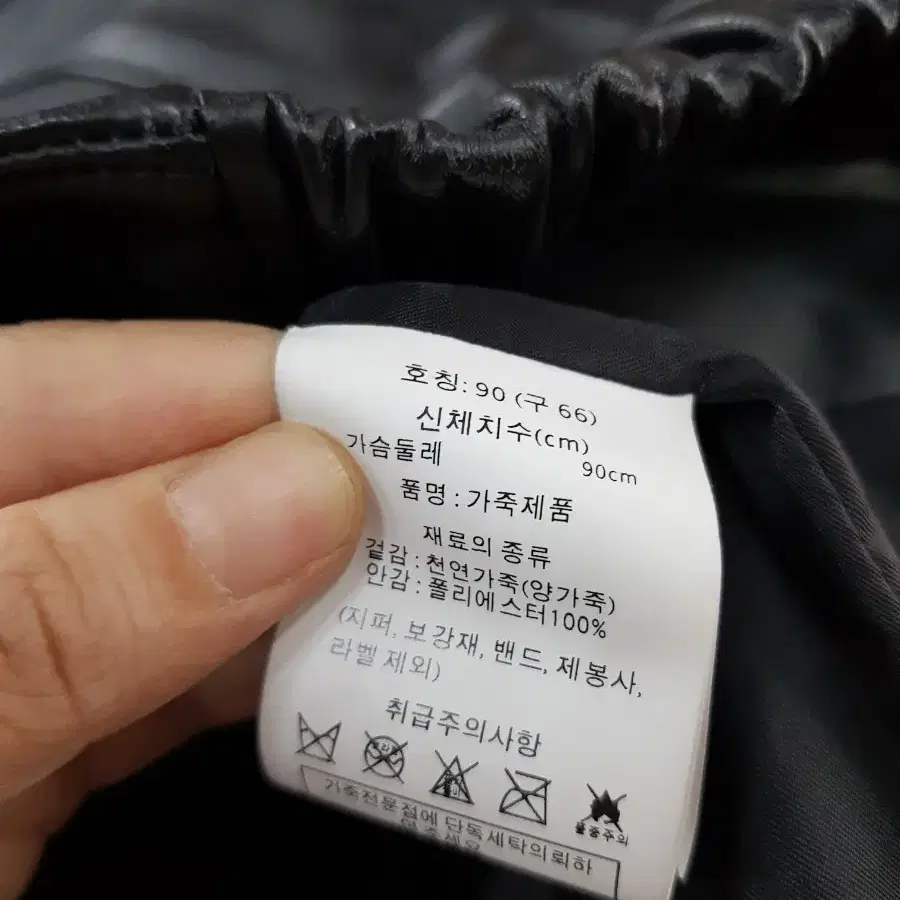 호칭: 90 (구 66)
신체치수(cm)
가슴둘레 90cm
품명 : 가죽제품
재료의 종류
겉감 : 천연가죽(양가죽)
안감 : 폴리에스터100%
(지퍼, 보강재, 밴드, 제봉사,
라벨 제외)
취급주의사항
불충주의
가죽전문점에 단독세탁의뢰하